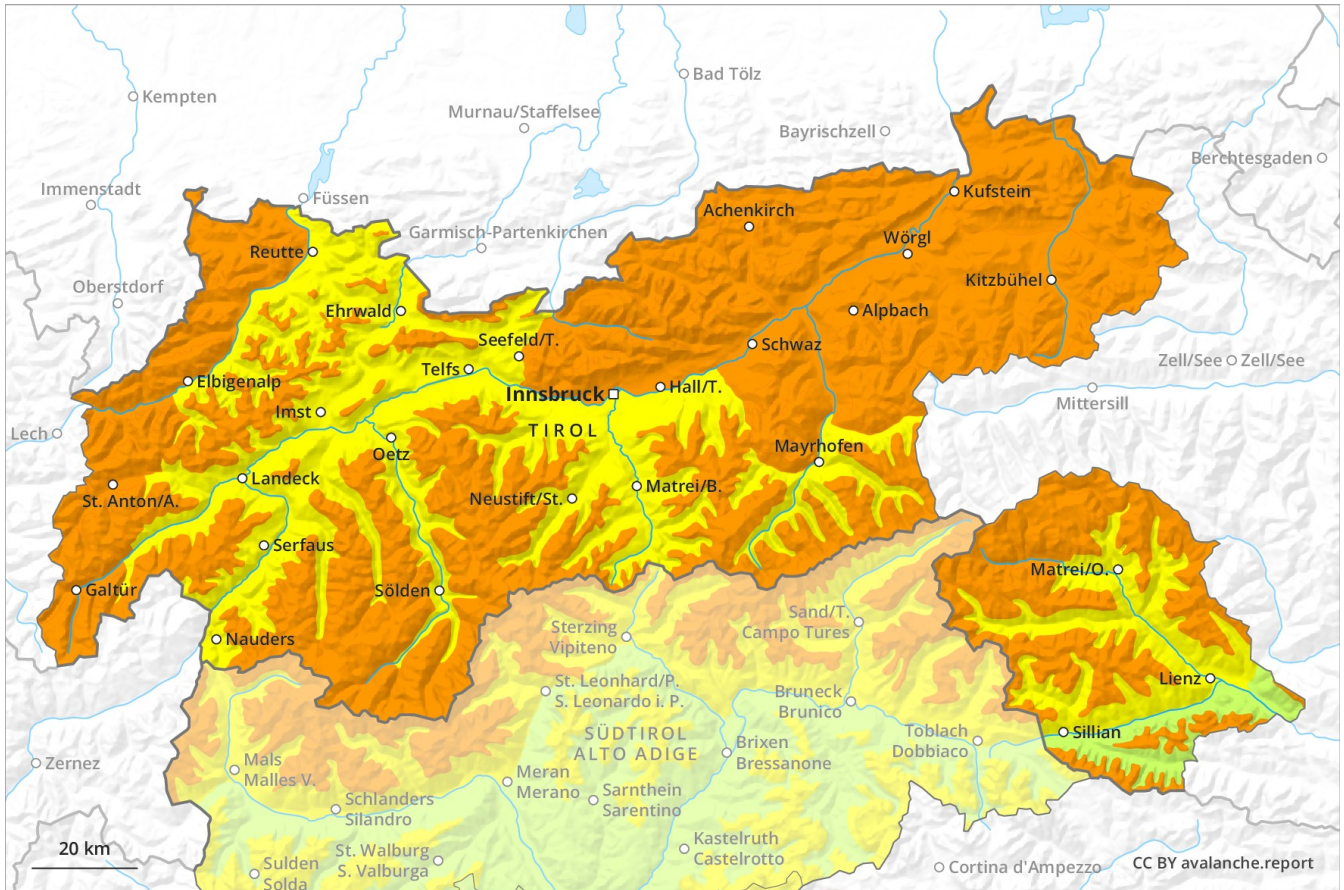 Kempten
Bad Tölz
Murnau/Staffelsee
Bayrischzell
Berchtesgaden
Immenstadt
Füssen
Kufstein
Achenkirch
Garmisch-Partenkirchen
Wörgl
Reutte
Kitzbühel
Oberstdorf
Ehrwald
Alpbach
Seefeld/T.
Schwaz
Zell/See
Zell/See
Telfs
Elbigenalp
Hall/T.
Innsbruck
Mittersill
Imst
Lech
TIROL
Oetz
Mayrhofen
Landeck
St. Anton/A.
Neustift/St.
Matrei/B.
Serfaus
Matrei/O.
Galtür
Sölden
Sand/T.
Campo Tures
Sterzing
Vipiteno
Nauders
Lienz
St. Leonhard/P.
S. Leonardo i. P.
Bruneck
Brunico
Sillian
SÜDTIROL
ALTO ADIGE
Toblach
Dobbiaco
Brixen
Bressanone
Zernez
Mals
Malles V.
Meran
Merano
Sarnthein
Sarentino
Schlanders
Silandro
Kastelruth
Castelrotto
20 km
St. Walburg
S. Valburga
Sulden
Solda
Cortina d'Ampezzo
CC BY avalanche.report